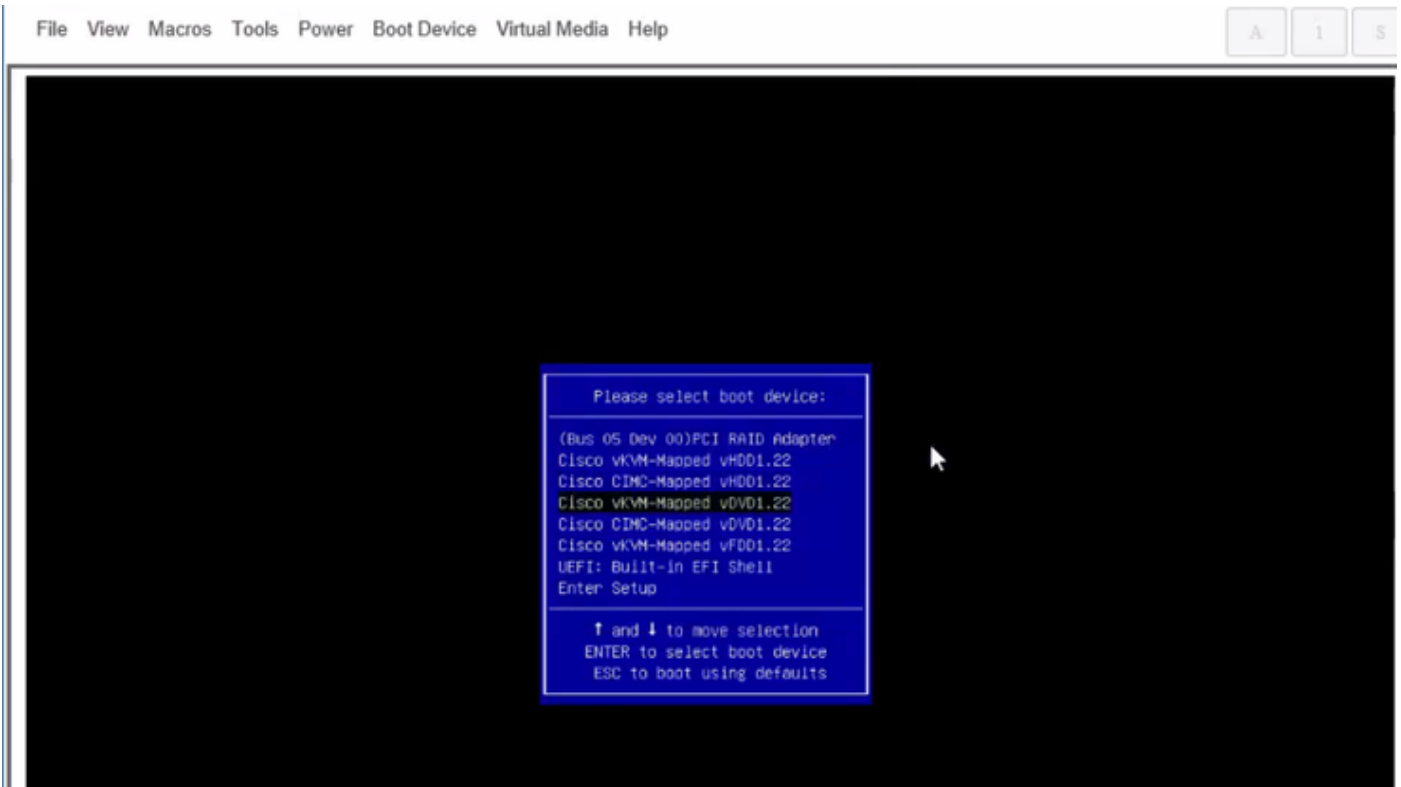 File View Macros Tools Power Boot Device Virtual Media Help
A 1 S
Please select boot device:
(Bus 05 Dev 00)PCI RAID Adapter
Cisco vKVM-Mapped vHDD1.22
Cisco CIMC-Mapped vHDD1.22
Cisco vKVM-Mapped vDVD1.22
Cisco CIMC-Mapped vDVD1.22
Cisco vKVM-Mapped vFDD1.22
UEFI: Built-in EFI Shell
Enter Setup
↑ and ↓ to move selection
ENTER to select boot device
ESC to boot using defaults